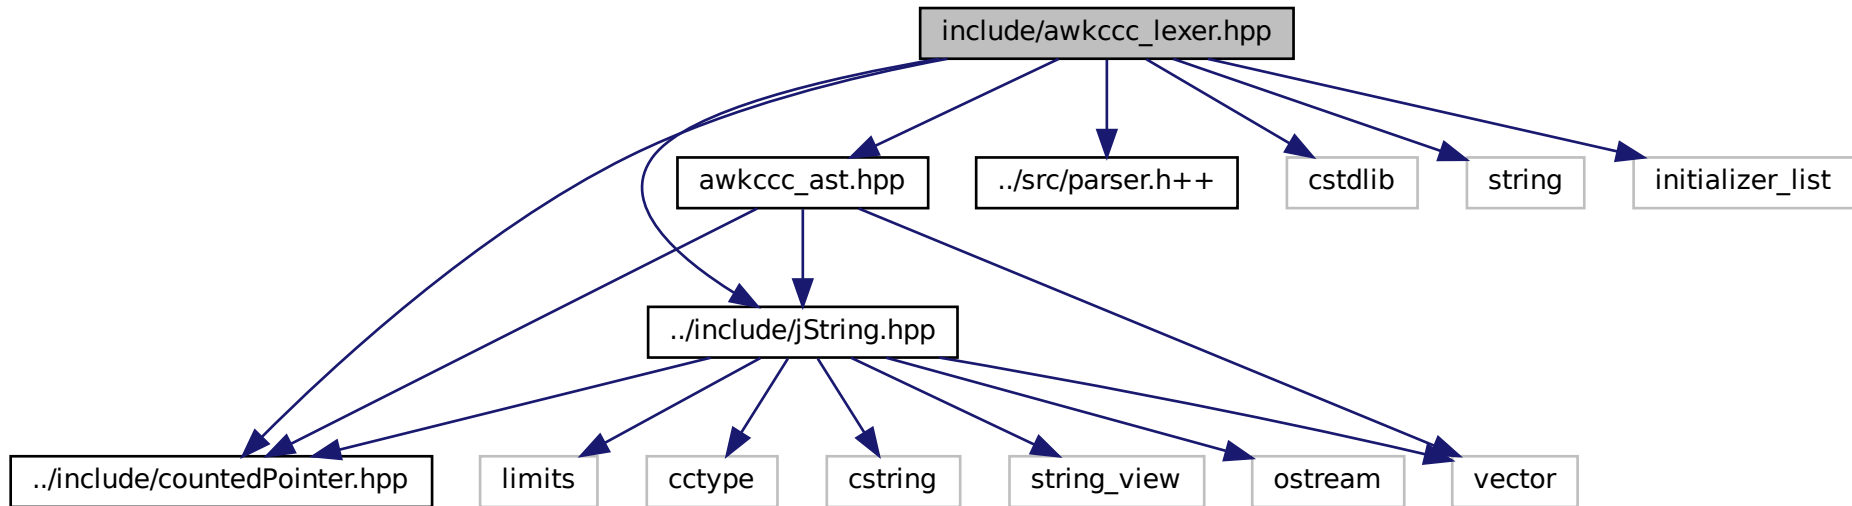 include/awkccc_lexer.hpp
awkccc_ast.hpp
../src/parser.h++
cstdlib
string
initializer_list
../include/jString.hpp
../include/countedPointer.hpp
limits
cctype
cstring
string_view
ostream
vector